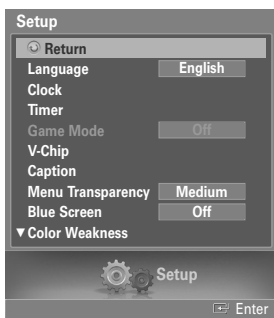 Setup
Return
Language English
Clock
Timer
Game Mode Off
V-Chip
Caption
Menu Transparency Medium
Blue Screen Off
▼ Color Weakness
Setup
Enter